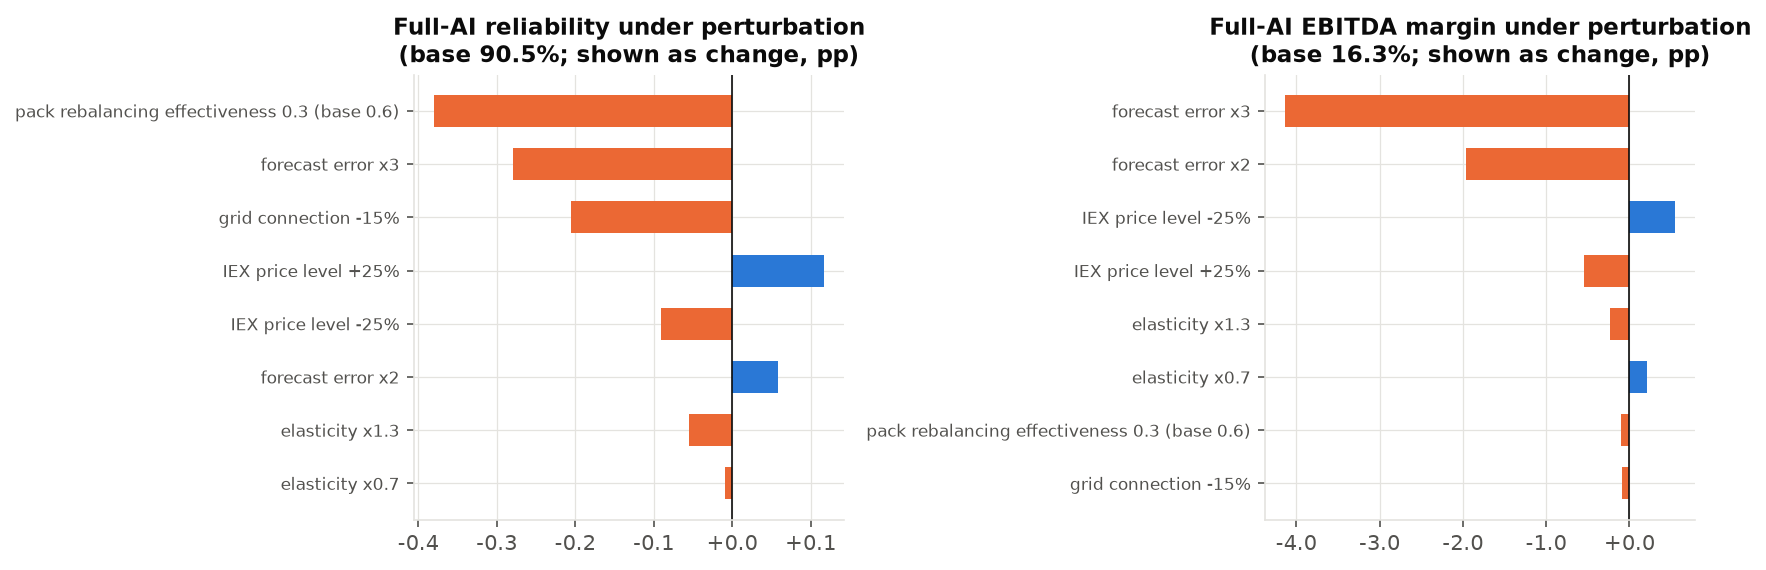 Full-AI reliability under perturbation
(base 90.5%; shown as change, pp)
pack rebalancing effectiveness 0.3 (base 0.6)
forecast error x3
grid connection -15%
IEX price level +25%
IEX price level -25%
forecast error x2
elasticity x1.3
elasticity x0.7
-0.4 -0.3 -0.2 -0.1 +0.0 +0.1
Full-AI EBITDA margin under perturbation
(base 16.3%; shown as change, pp)
forecast error x3
forecast error x2
IEX price level -25%
IEX price level +25%
elasticity x1.3
elasticity x0.7
pack rebalancing effectiveness 0.3 (base 0.6)
grid connection -15%
-4.0 -3.0 -2.0 -1.0 +0.0